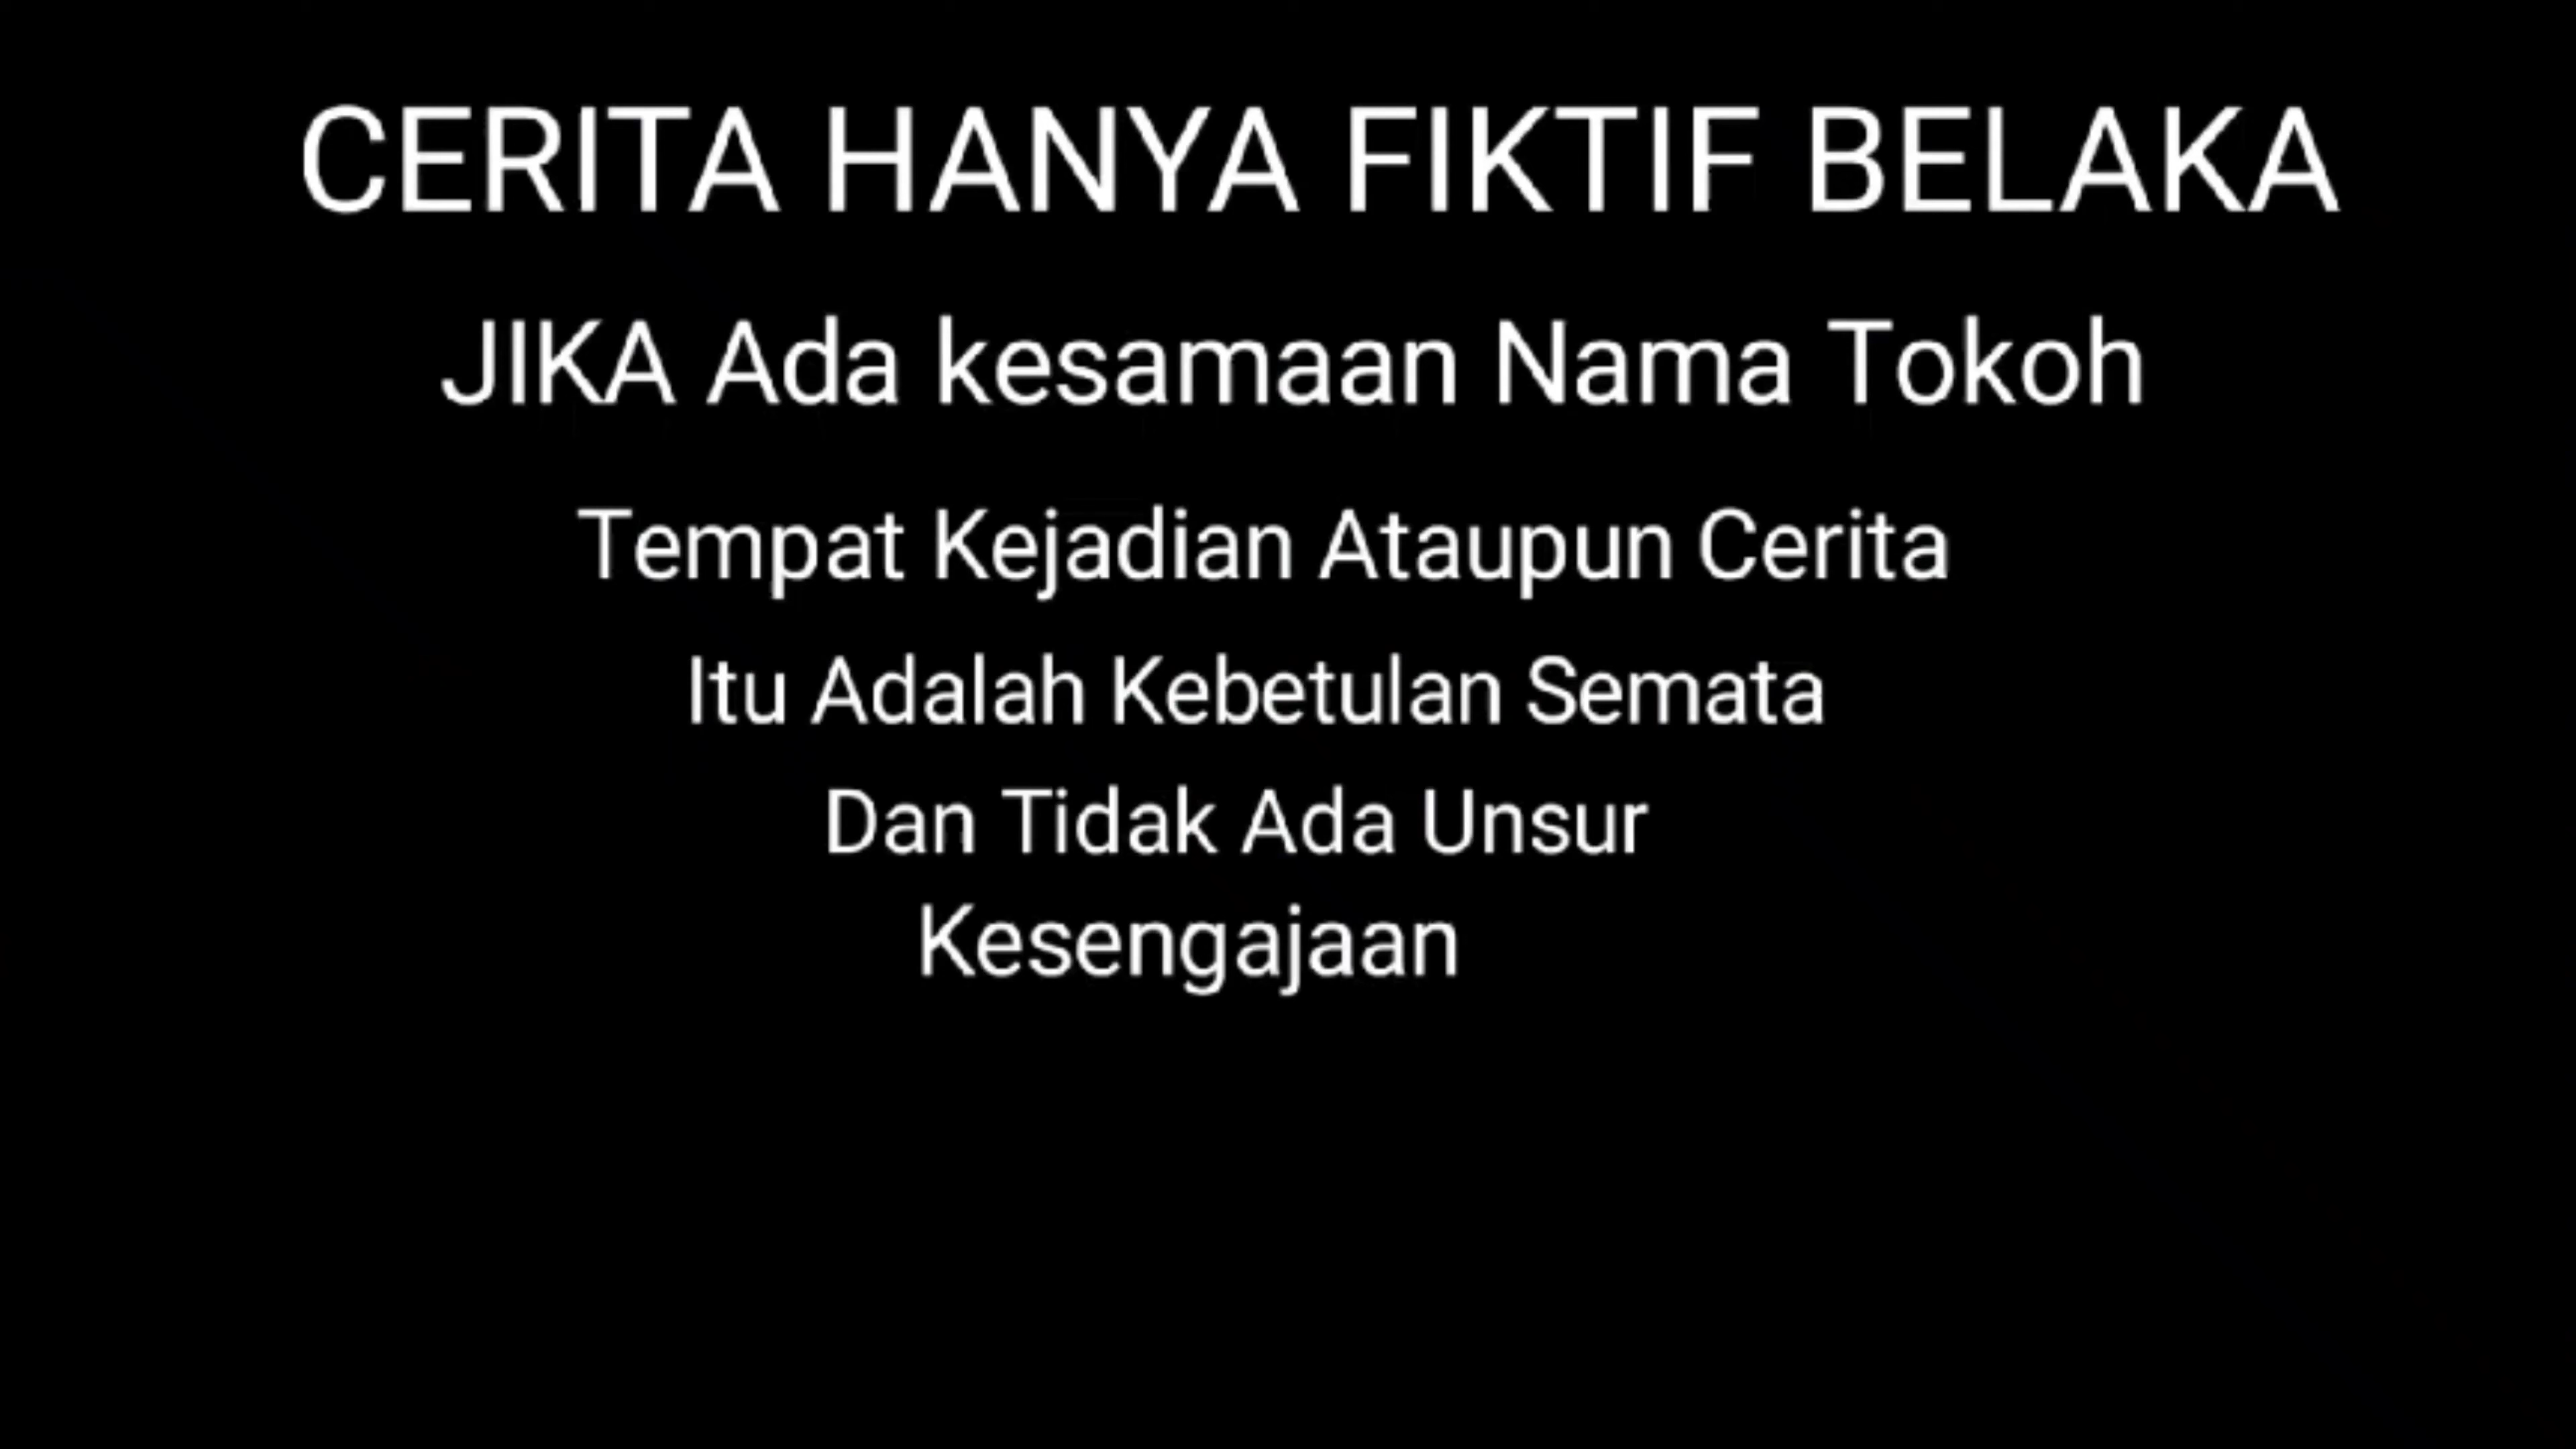 CERITA HANYA FIKTIF BELAKA
JIKA Ada kesamaan Nama Tokoh
Tempat Kejadian Ataupun Cerita
Itu Adalah Kebetulan Semata
Dan Tidak Ada Unsur
Kesengajaan